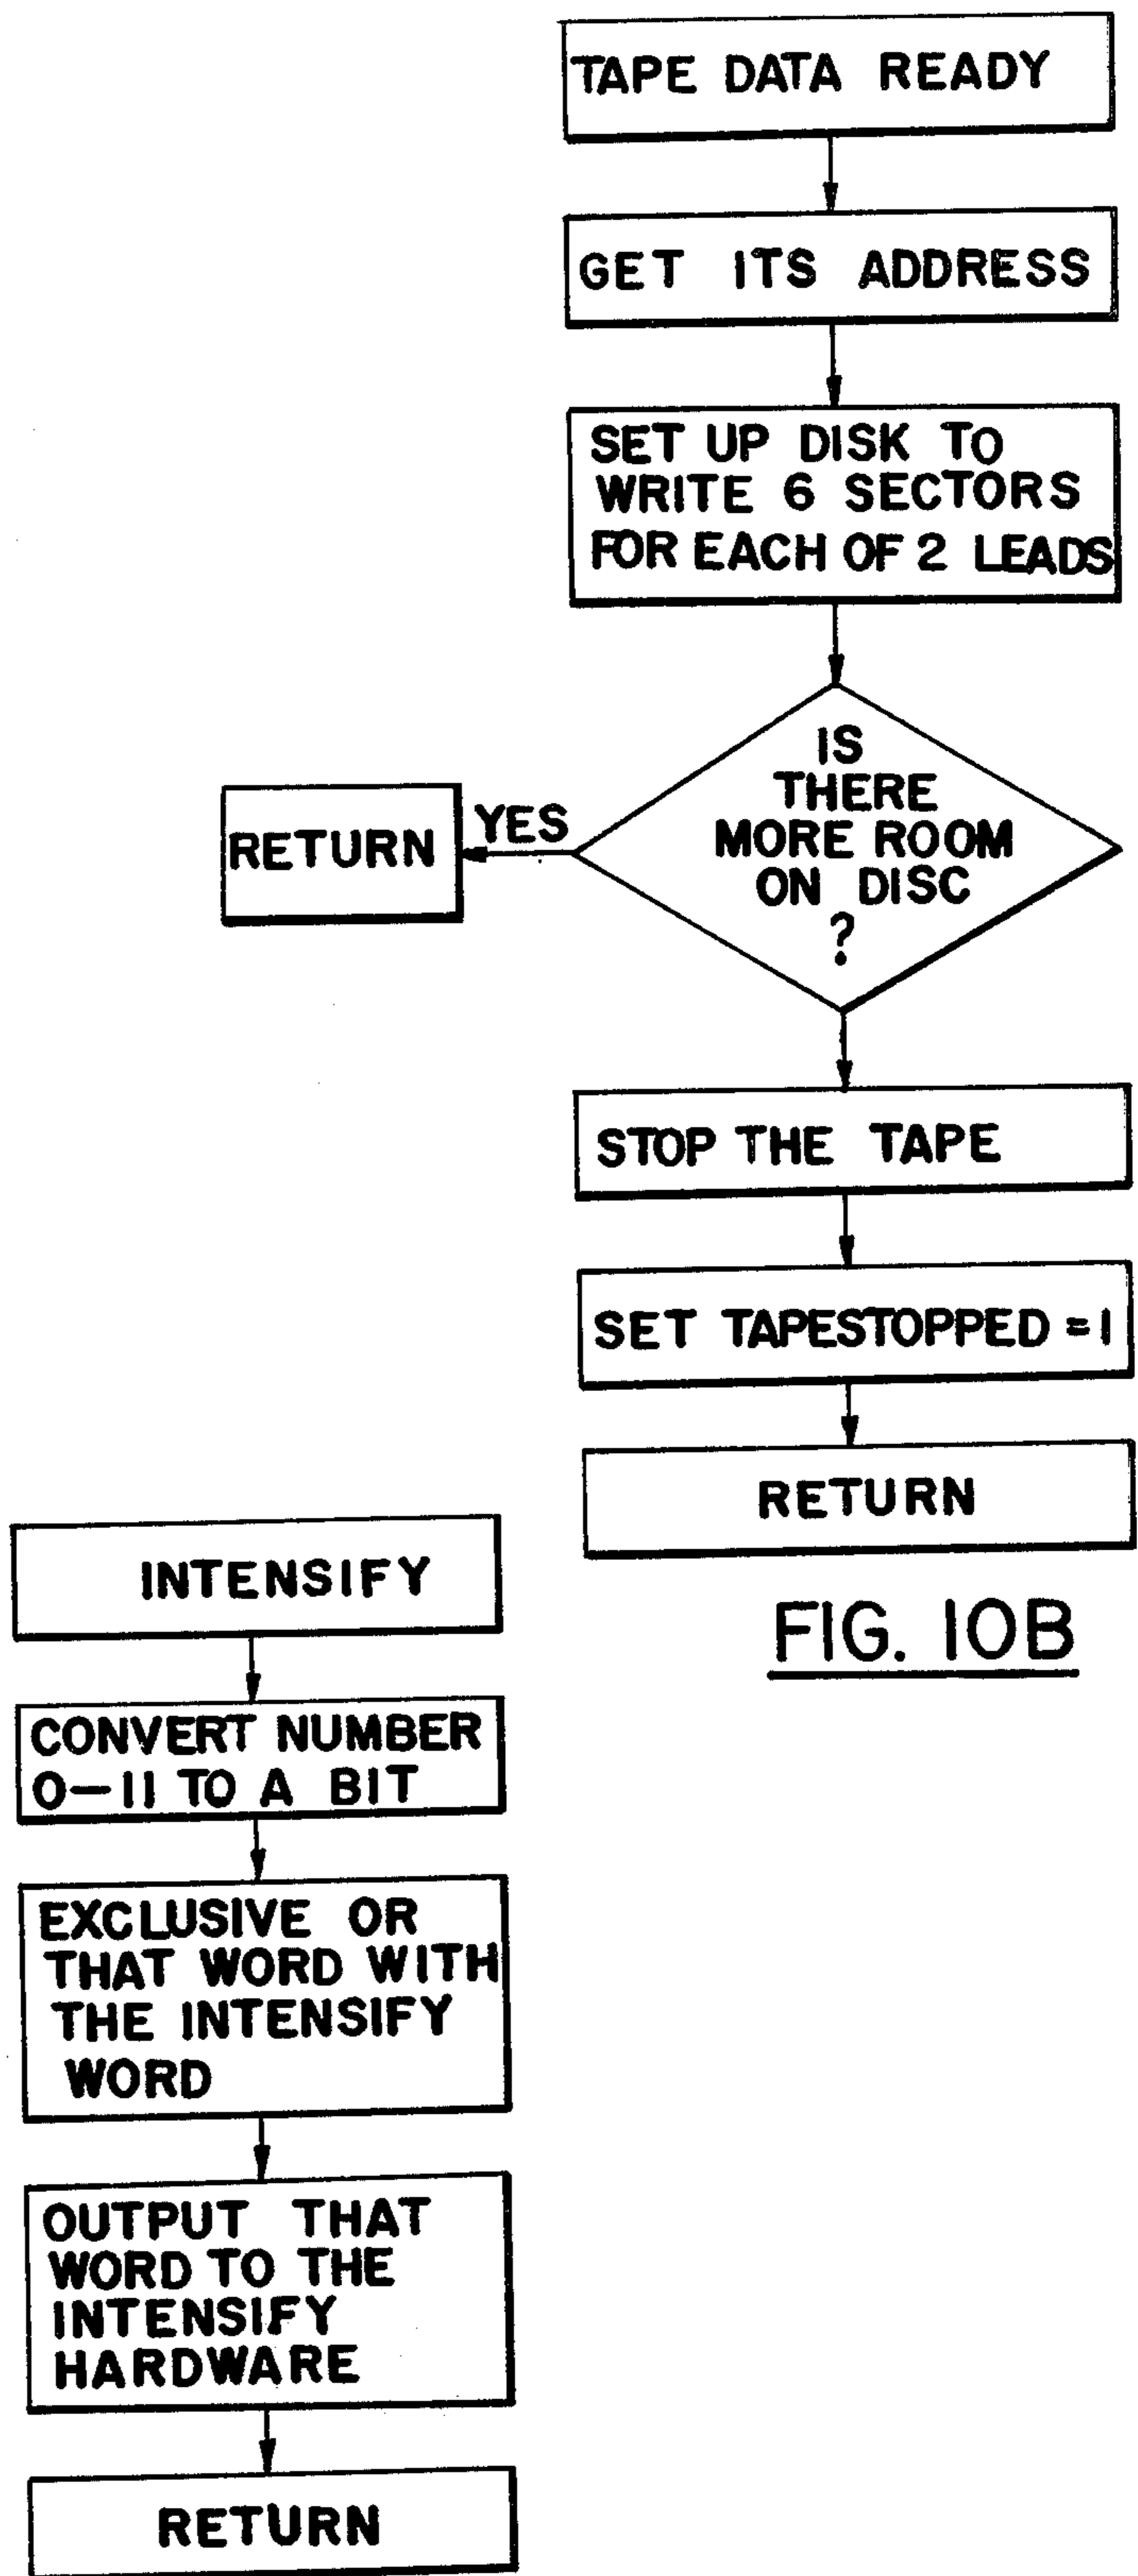 TAPE DATA READY
GET ITS ADDRESS
SET UP DISK TO
WRITE 6 SECTORS
FOR EACH OF 2 LEADS
IS
THERE
MORE ROOM
ON DISC
?
YES
RETURN
STOP THE TAPE
SET TAPESTOPPED = 1
RETURN
FIG. 10B
INTENSIFY
CONVERT NUMBER
0-11 TO A BIT
EXCLUSIVE OR
THAT WORD WITH
THE INTENSIFY
WORD
OUTPUT THAT
WORD TO THE
INTENSIFY
HARDWARE
RETURN